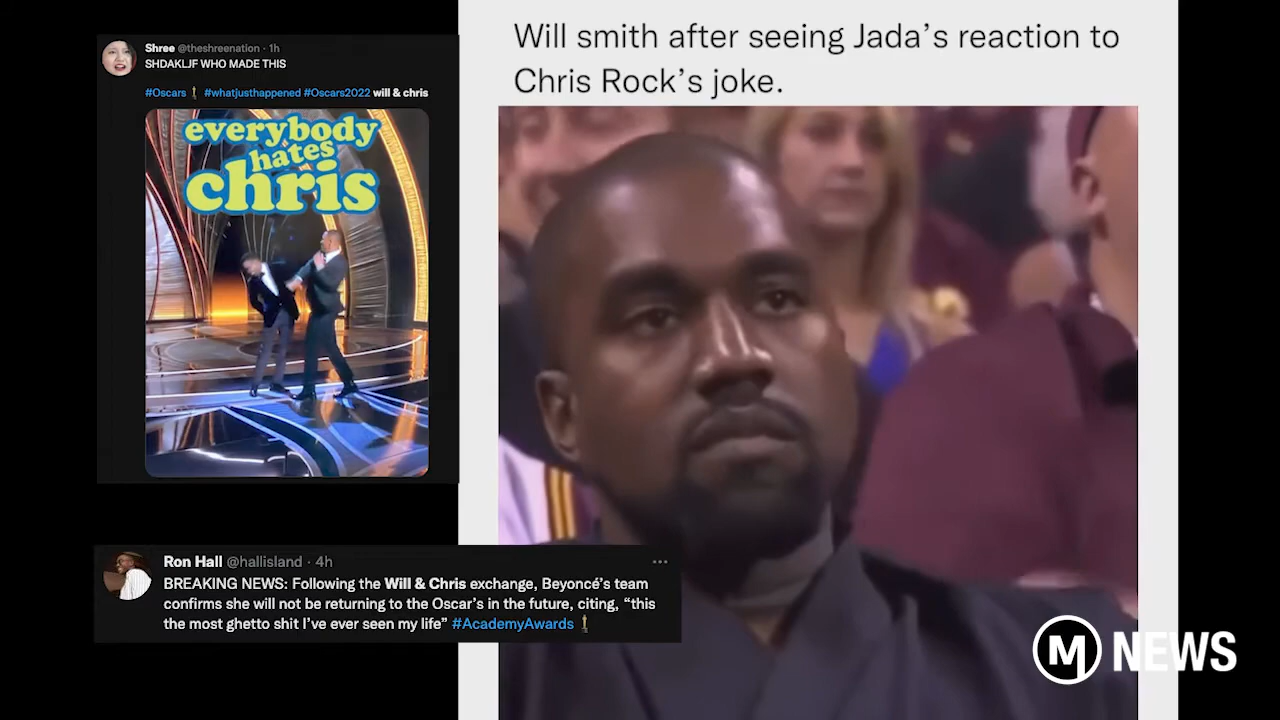 Shree @theshreenation · 1h
SHDAKLJF WHO MADE THIS
#Oscars #whatjusthappened #Oscars2022 will & chris
everybody
hates
chris
Will smith after seeing Jada's reaction to
Chris Rock's joke.
Ron Hall @hallisland · 4h
BREAKING NEWS: Following the Will & Chris exchange, Beyoncé's team
confirms she will not be returning to the Oscar's in the future, citing, “this
the most ghetto shit I've ever seen my life” #AcademyAwards
M NEWS